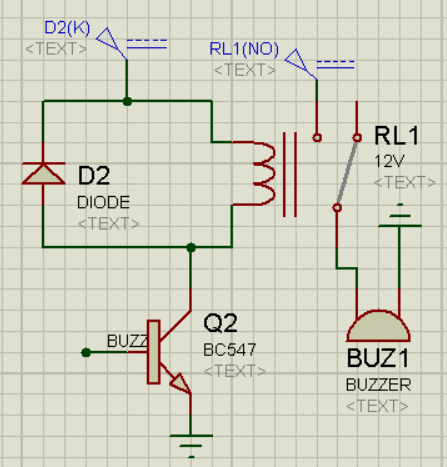 D2(K)
<TEXT>
RL1(NO)
<TEXT>
RL1
12V
<TEXT>
D2
DIODE
<TEXT>
Q2
BC547
<TEXT>
BUZZ
BUZ1
BUZZER
<TEXT>